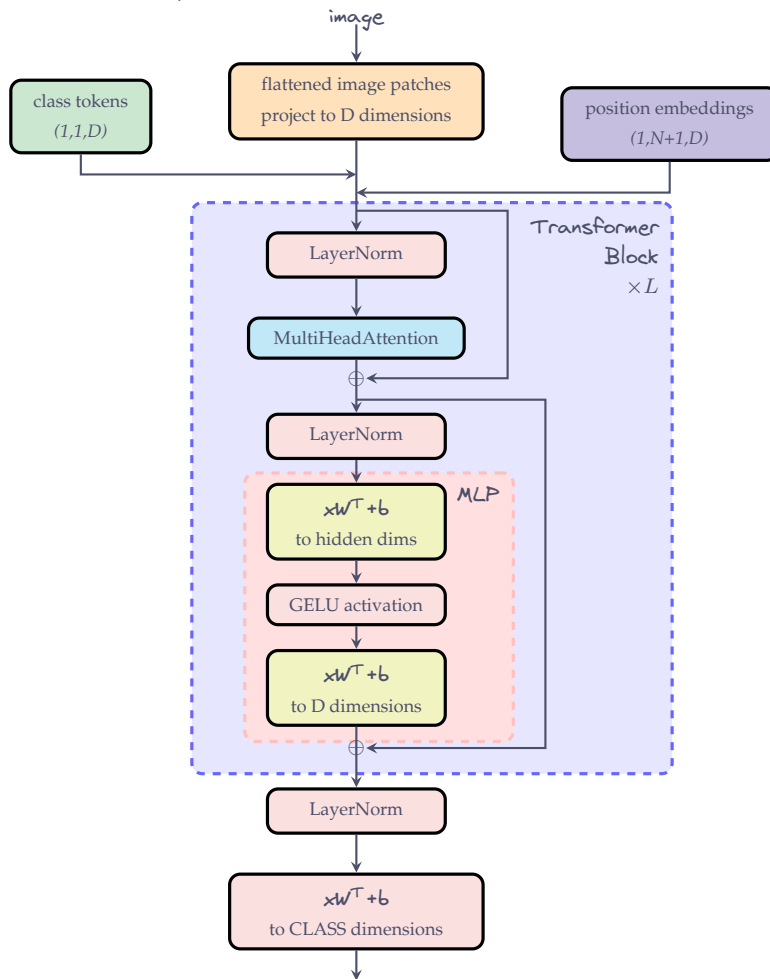 image
flattened image patches
project to D dimensions
class tokens
(1,1,D)
position embeddings
(1,N+1,D)
Transformer
Block
×L
LayerNorm
MultiHeadAttention
⊕
LayerNorm
MLP
xWᵀ+b
to hidden dims
GELU activation
xWᵀ+b
to D dimensions
⊕
LayerNorm
xWᵀ+b
to CLASS dimensions